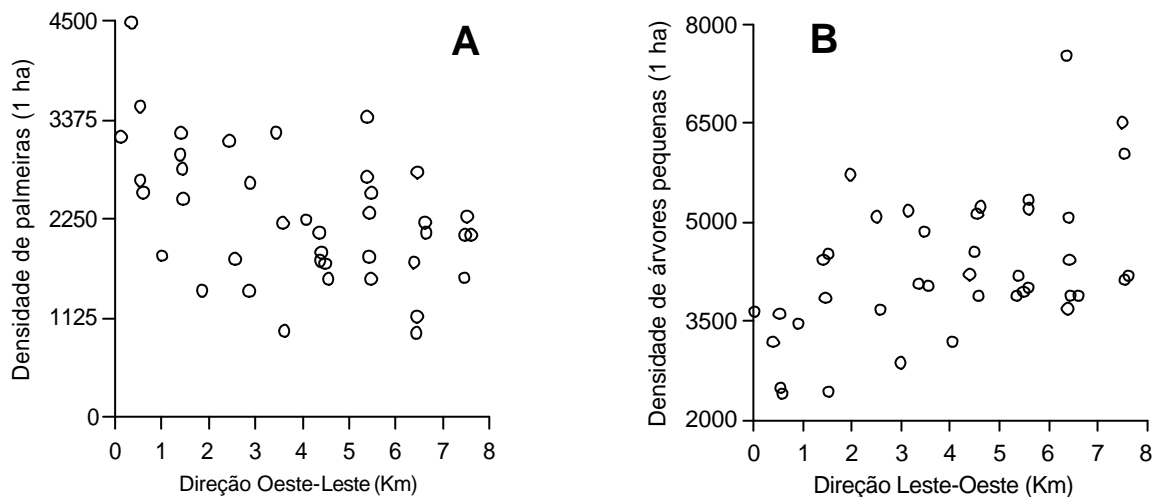 A
Densidade de palmeiras (1 ha)
4500
3375
2250
1125
0
0 1 2 3 4 5 6 7 8
Direção Oeste-Leste (Km)
B
Densidade de árvores pequenas (1 ha)
8000
6500
5000
3500
2000
0 1 2 3 4 5 6 7 8
Direção Leste-Oeste (Km)